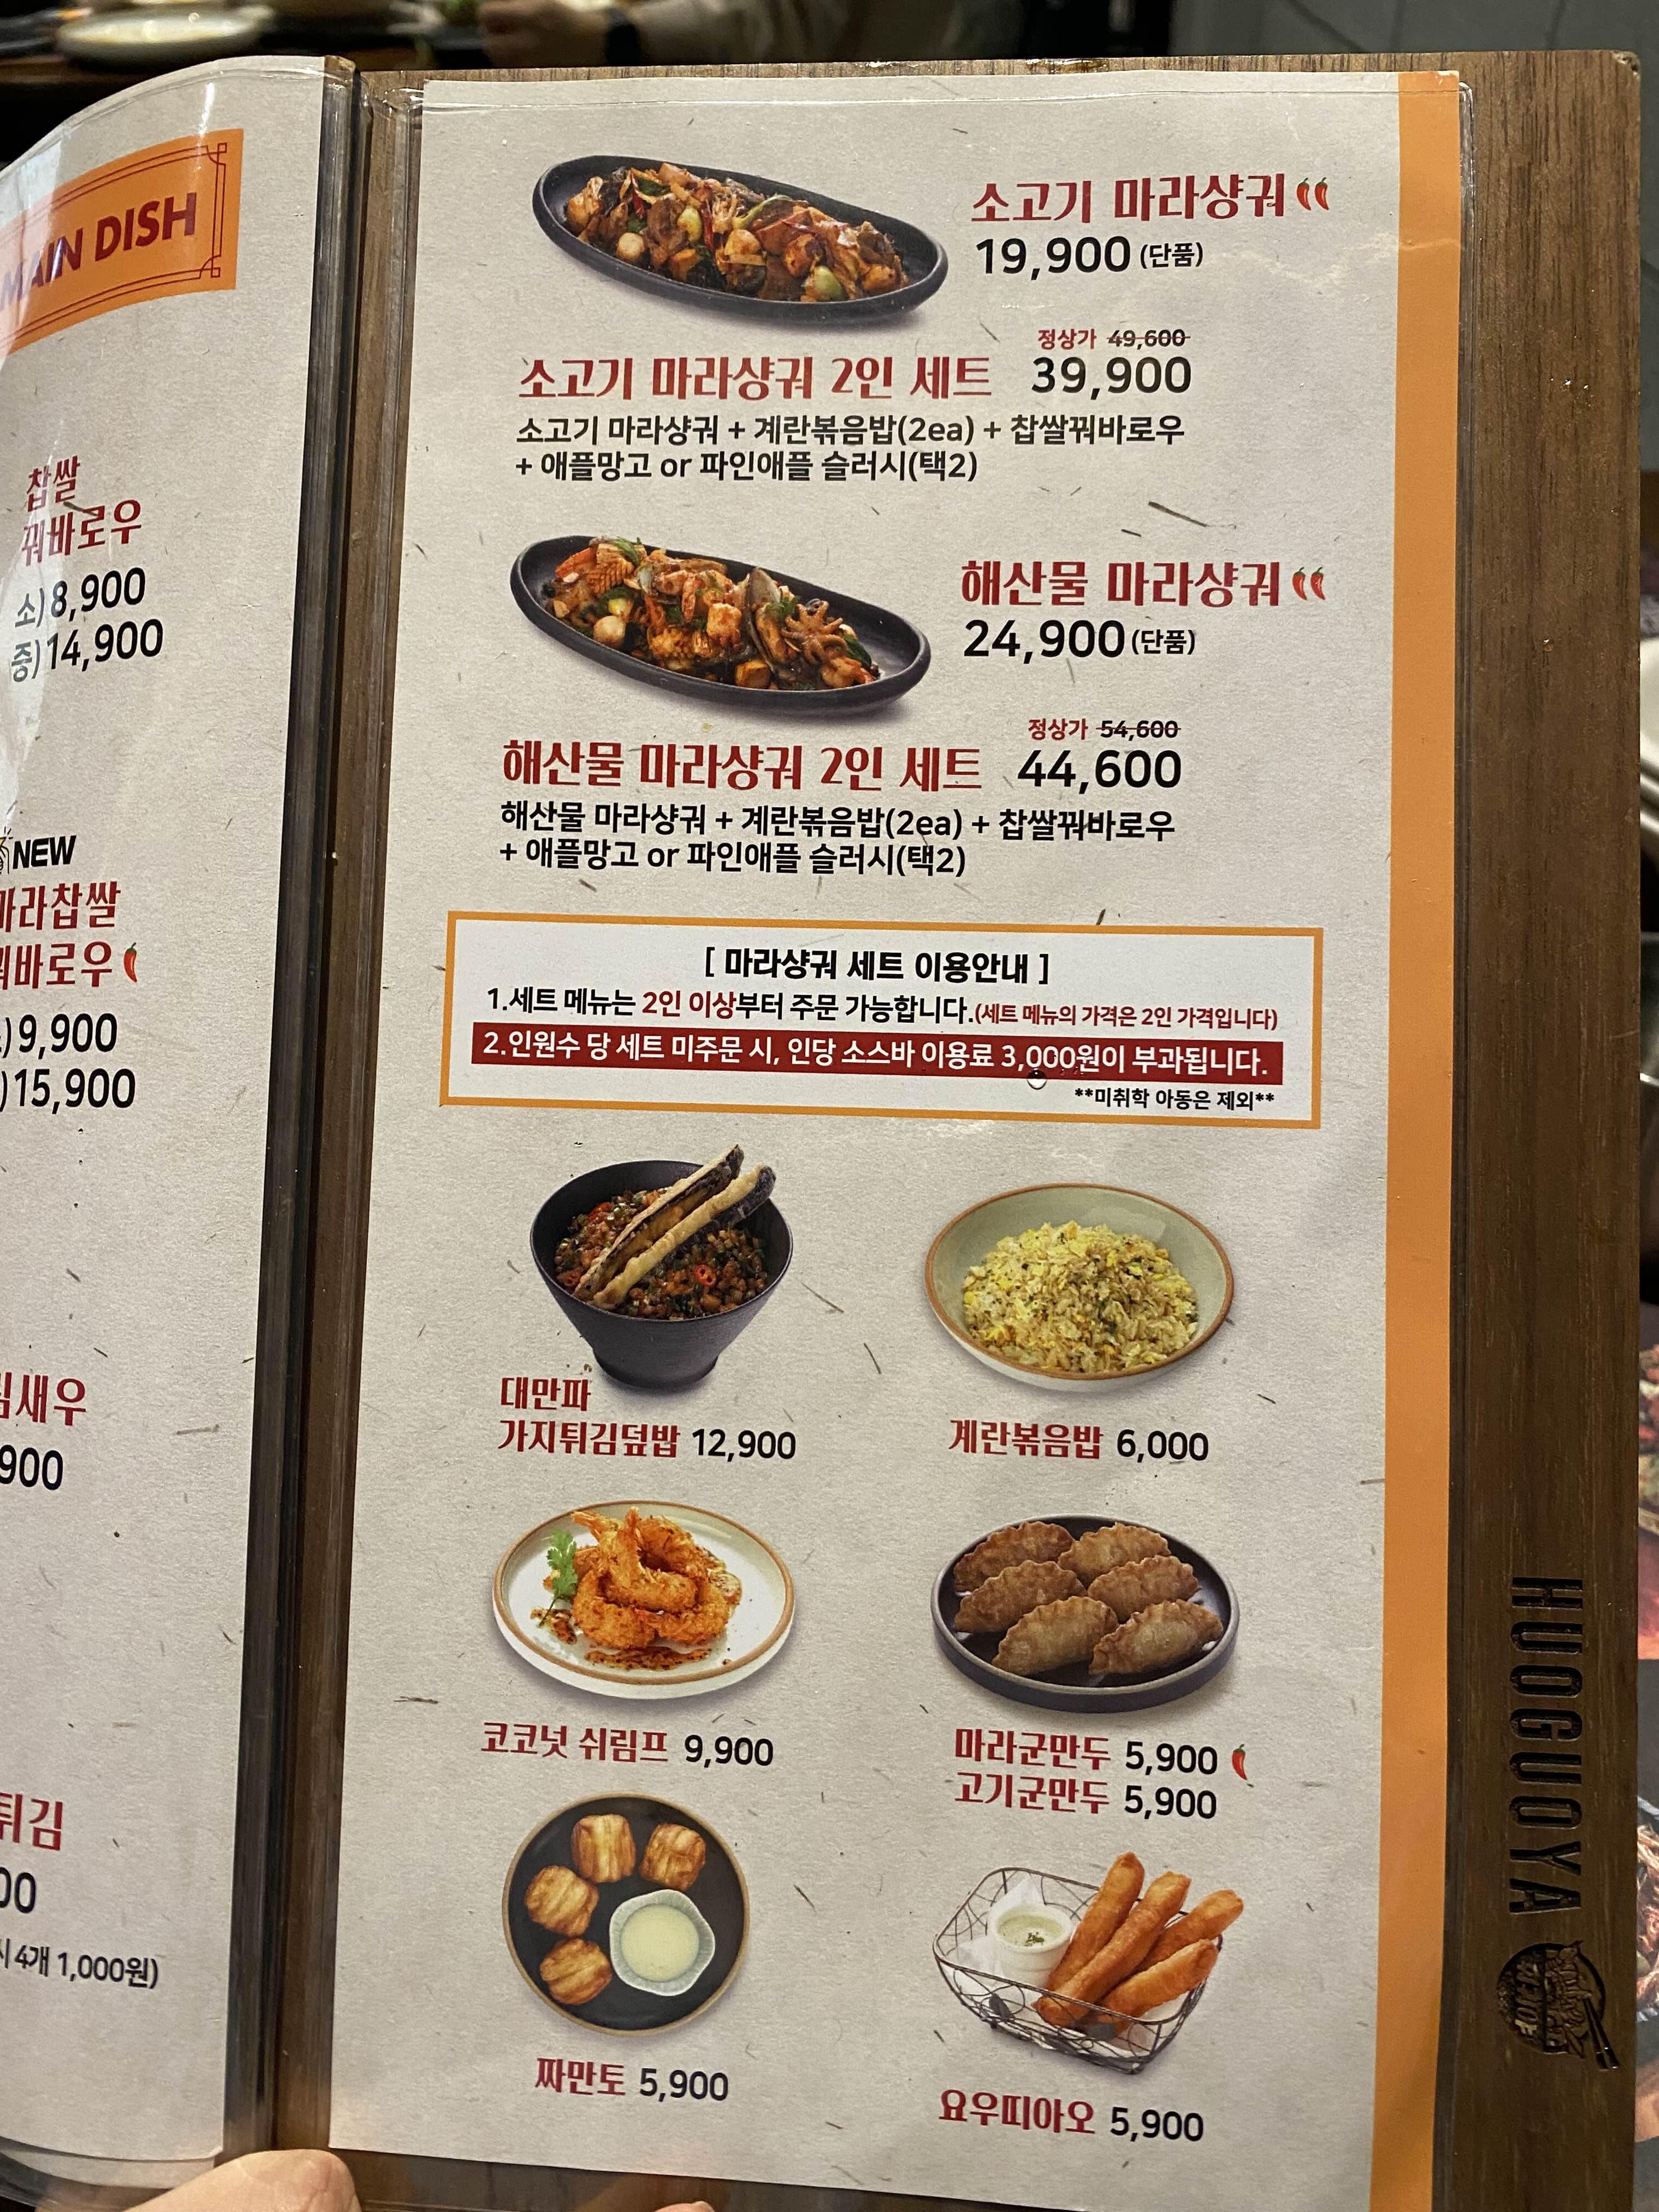 MAIN DISH
찹쌀
꿔바로우
소)8,900
중)14,900
NEW
마라찹쌀
꿔바로우
9,900
15,900
새우
900
튀김
00
4개 1,000원)
소고기 마라샹궈
19,900 (단품)
정상가 49,600
소고기 마라샹궈 2인 세트 39,900
소고기 마라샹궈 + 계란볶음밥(2ea) + 찹쌀꿔바로우
+ 애플망고 or 파인애플 슬러시(택2)
해산물 마라샹궈
24,900 (단품)
정상가 54,600
해산물 마라샹궈 2인 세트 44,600
해산물 마라샹궈 + 계란볶음밥(2ea) + 찹쌀꿔바로우
+ 애플망고 or 파인애플 슬러시(택2)
[ 마라샹궈 세트 이용안내 ]
1.세트 메뉴는 2인 이상부터 주문 가능합니다.(세트 메뉴의 가격은 2인 가격입니다)
2.인원수 당 세트 미주문 시, 인당 소스바 이용료 3,000원이 부과됩니다.
**미취학 아동은 제외**
대만파
가지튀김덮밥 12,900
계란볶음밥 6,000
코코넛 쉬림프 9,900
마라군만두 5,900
고기군만두 5,900
짜만토 5,900
요우띠아오 5,900
HUOGUOYA